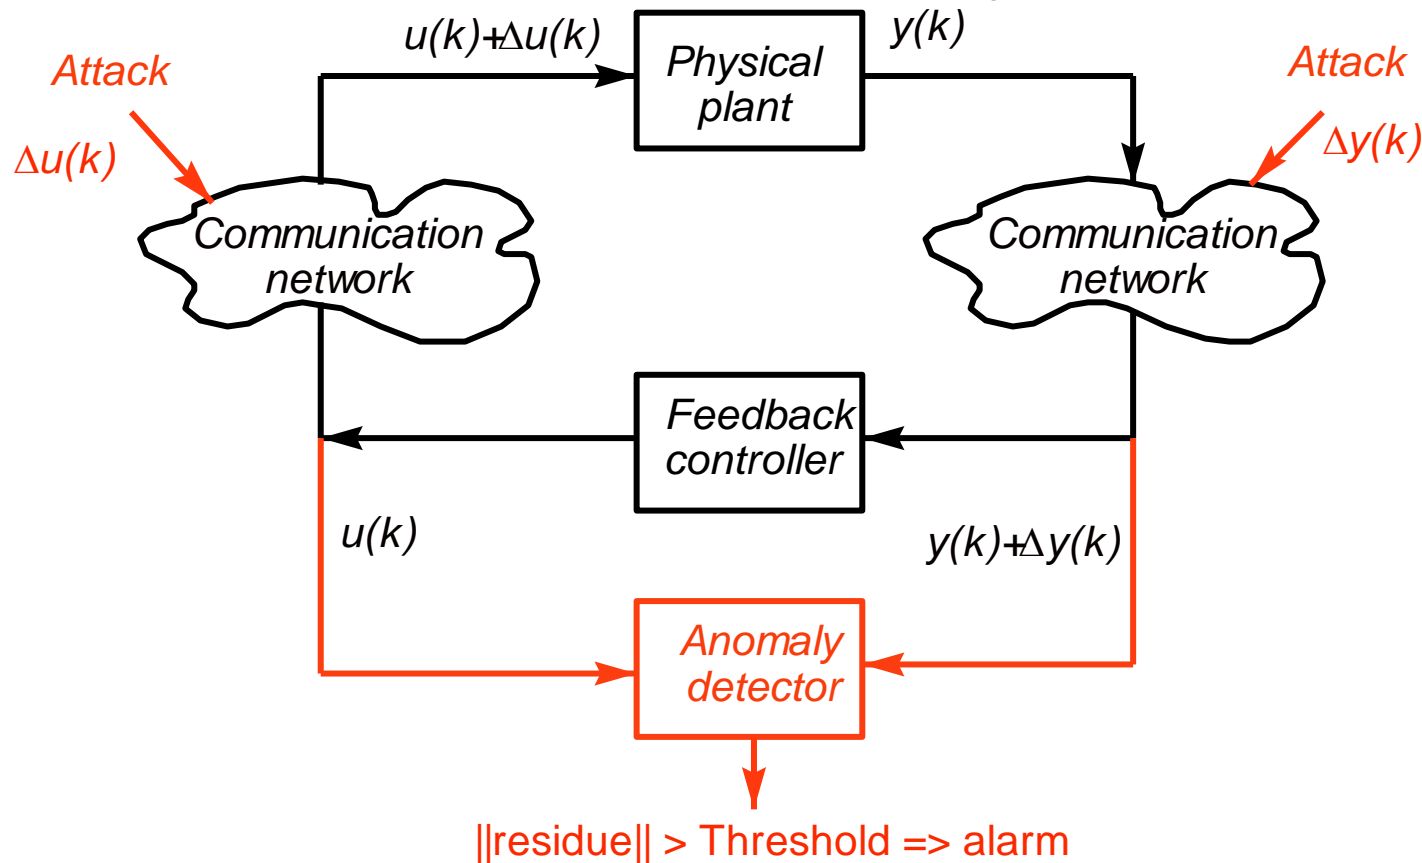 u(k)+Δu(k)
y(k)
Attack
Physical
plant
Attack
Δu(k)
Δy(k)
Communication
network
Communication
network
Feedback
controller
u(k)
y(k)+Δy(k)
Anomaly
detector
||residue|| > Threshold => alarm